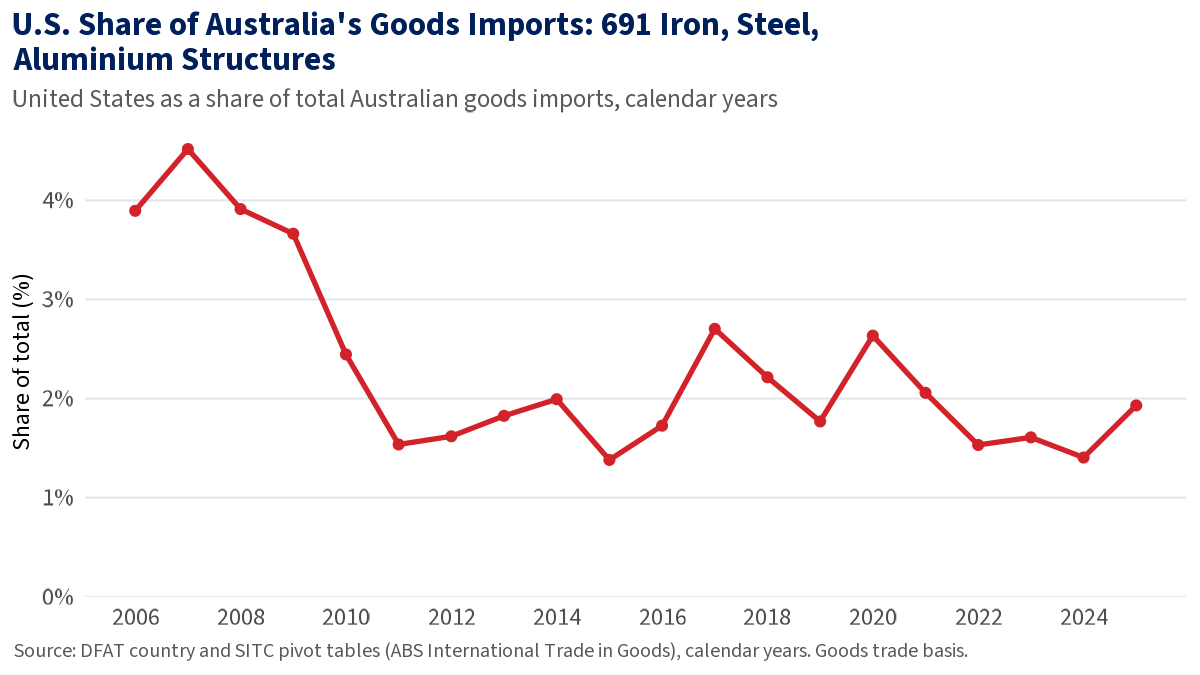 U.S. Share of Australia's Goods Imports: 691 Iron, Steel,
Aluminium Structures
United States as a share of total Australian goods imports, calendar years
Share of total (%)
4%
3%
2%
1%
0%
2006 2008 2010 2012 2014 2016 2018 2020 2022 2024
Source: DFAT country and SITC pivot tables (ABS International Trade in Goods), calendar years. Goods trade basis.